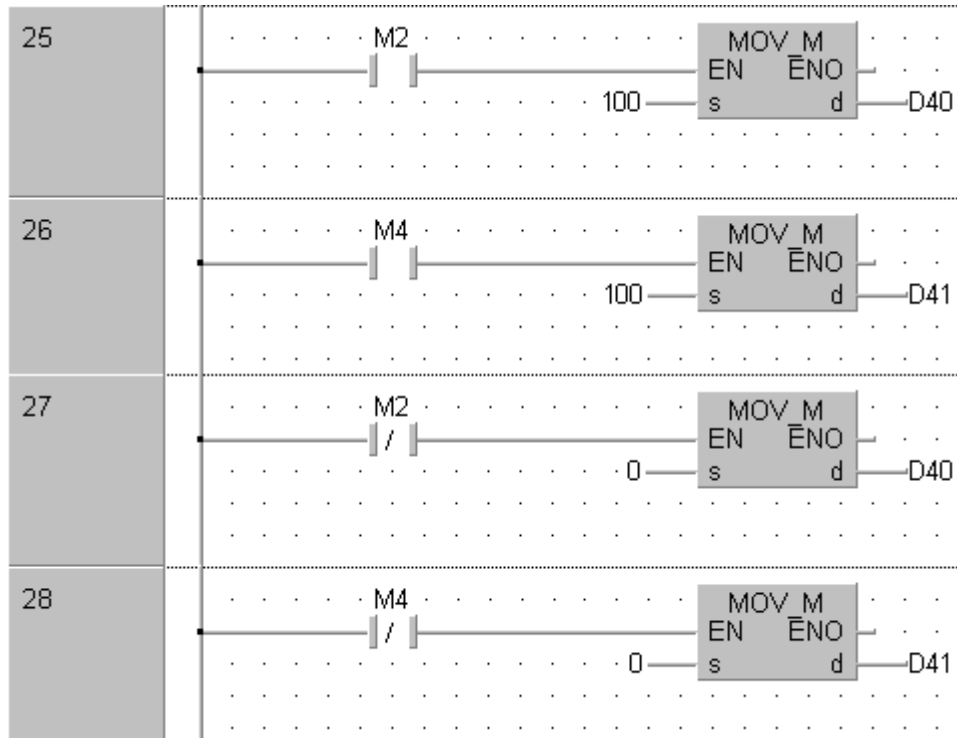 25
M2
MOV_M
EN ENO
100 s d D40
26
M4
MOV_M
EN ENO
100 s d D41
27
M2
/
MOV_M
EN ENO
0 s d D40
28
M4
/
MOV_M
EN ENO
0 s d D41